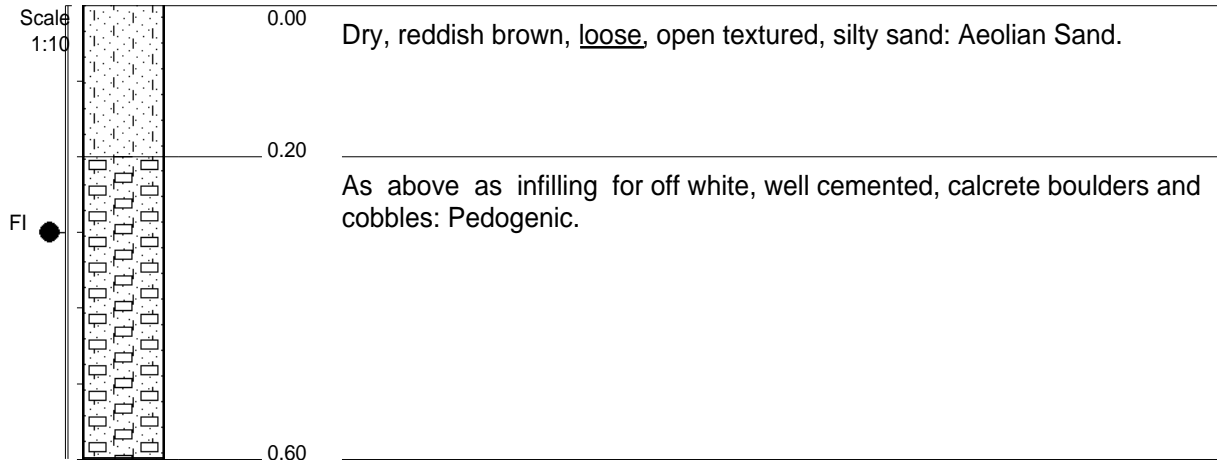 Scale
1:10
0.00
Dry, reddish brown, loose, open textured, silty sand: Aeolian Sand.
0.20
As above as infilling for off white, well cemented, calcrete boulders and
cobbles: Pedogenic.
FI
0.60